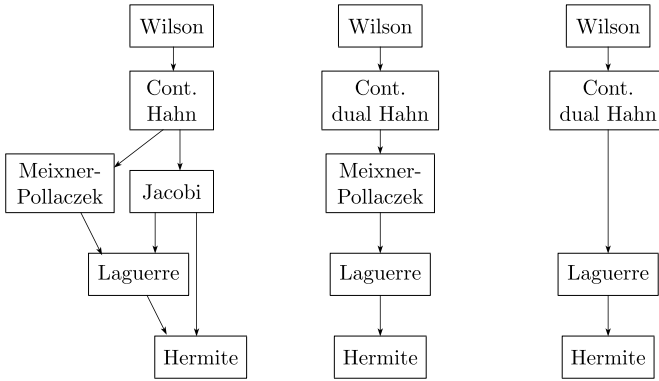 Wilson
Cont.
Hahn
Meixner-
Pollaczek
Jacobi
Laguerre
Hermite
Wilson
Cont.
dual Hahn
Meixner-
Pollaczek
Laguerre
Hermite
Wilson
Cont.
dual Hahn
Laguerre
Hermite